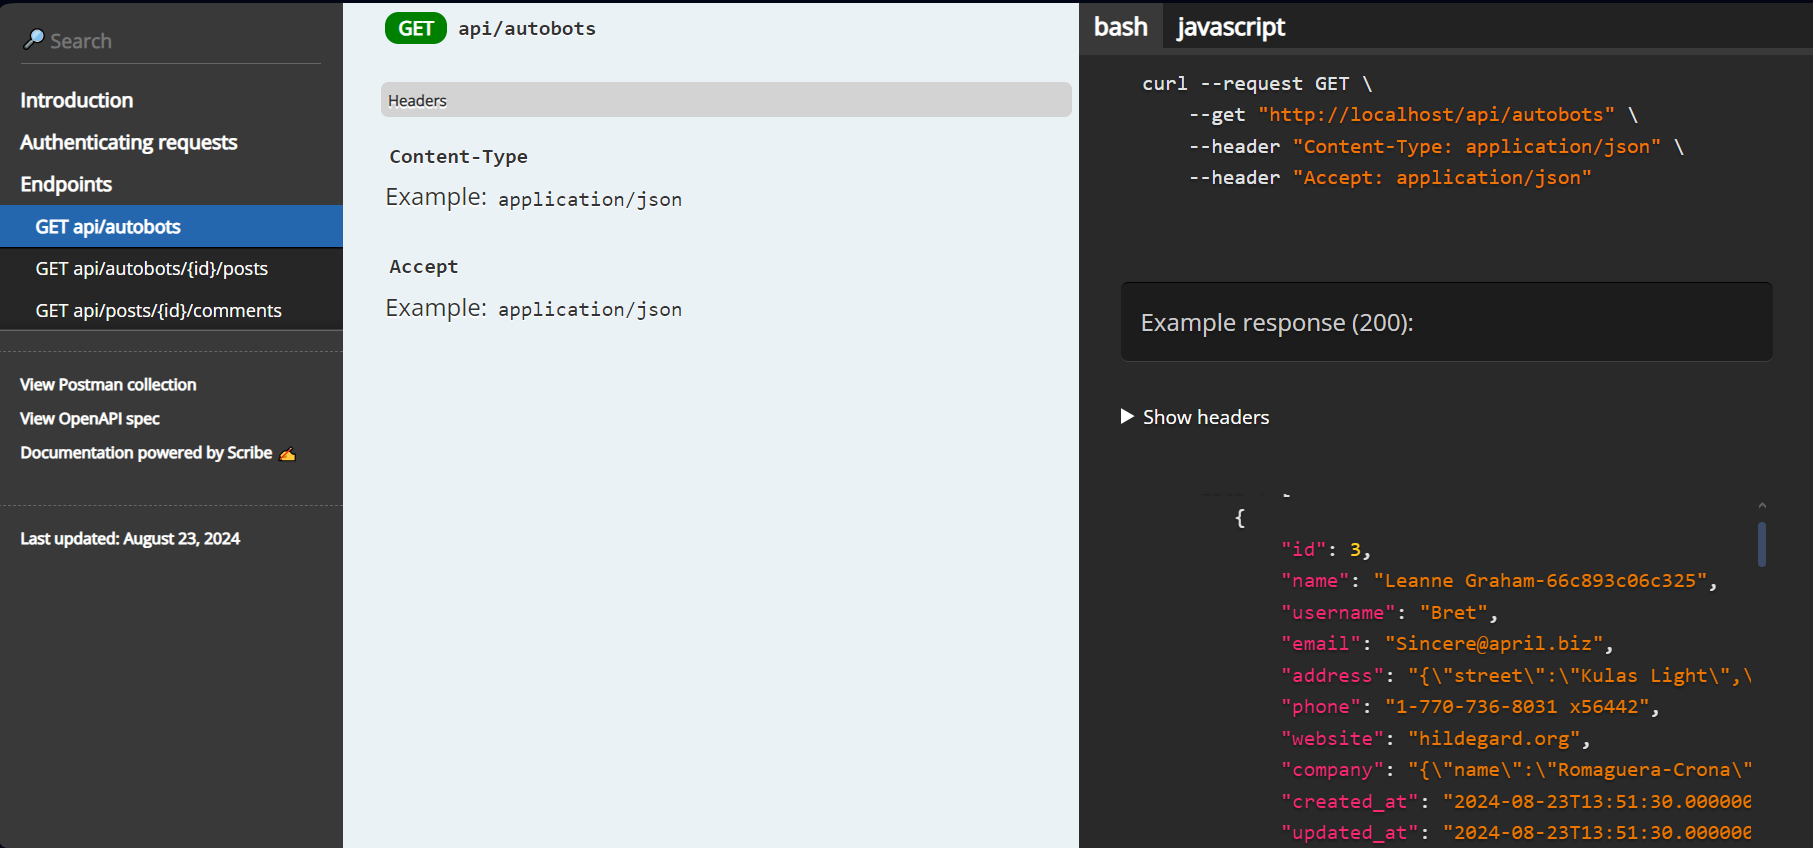 Search
Introduction
Authenticating requests
Endpoints
GET api/autobots
GET api/autobots/{id}/posts
GET api/posts/{id}/comments
View Postman collection
View OpenAPI spec
Documentation powered by Scribe ✍
Last updated: August 23, 2024
GET api/autobots
Headers
Content-Type
Example: application/json
Accept
Example: application/json
bash javascript
curl --request GET \
--get "http://localhost/api/autobots" \
--header "Content-Type: application/json" \
--header "Accept: application/json"
Example response (200):
Show headers
{
"id": 3,
"name": "Leanne Graham-66c893c06c325",
"username": "Bret",
"email": "Sincere@april.biz",
"address": "{\"street\":\"Kulas Light\",\
"phone": "1-770-736-8031 x56442",
"website": "hildegard.org",
"company": "{\"name\":\"Romaguera-Crona\"
"created_at": "2024-08-23T13:51:30.000000
"updated_at": "2024-08-23T13:51:30.000000